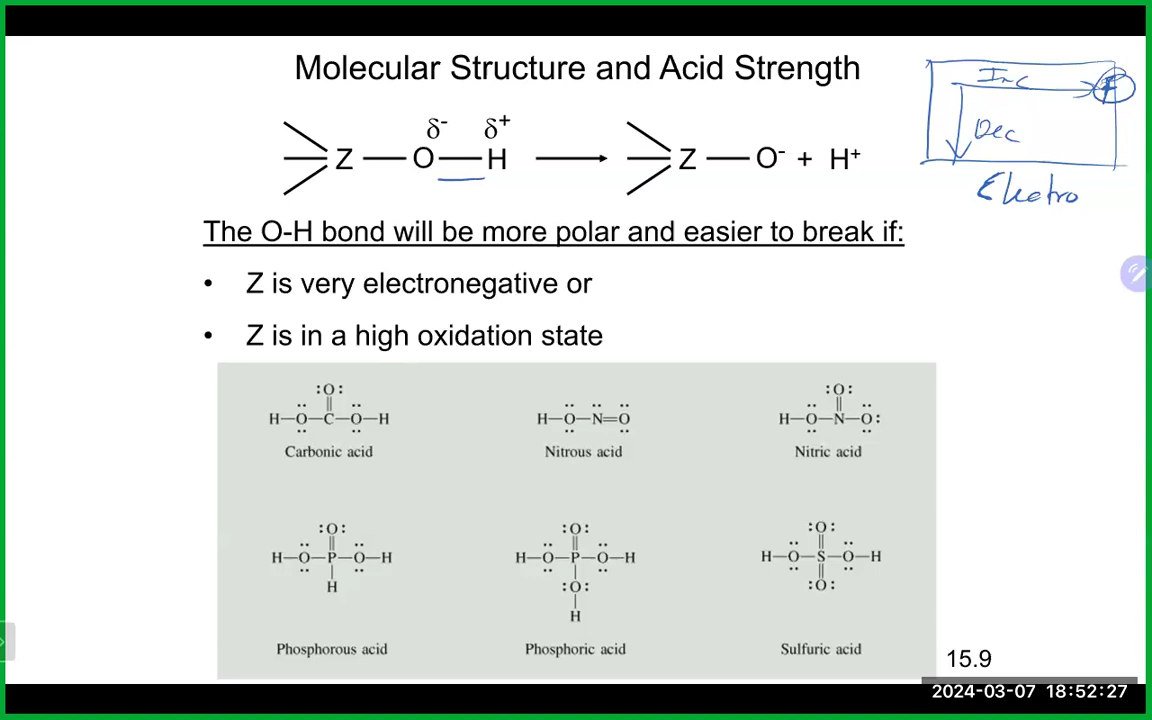 Molecular Structure and Acid Strength
Inc
F
Dec
Electro
δ- δ+
Z—O—H → Z—O- + H+
The O-H bond will be more polar and easier to break if:
• Z is very electronegative or
• Z is in a high oxidation state
:O: :O:
H—O—C—O—H H—O—N=O H—O—N—O:
Carbonic acid Nitrous acid Nitric acid
:O: :O: :O:
H—O—P—O—H H—O—P—O—H H—O—S—O—H
H :O: :O:
H
Phosphorous acid Phosphoric acid Sulfuric acid
15.9
2024-03-07 18:52:27